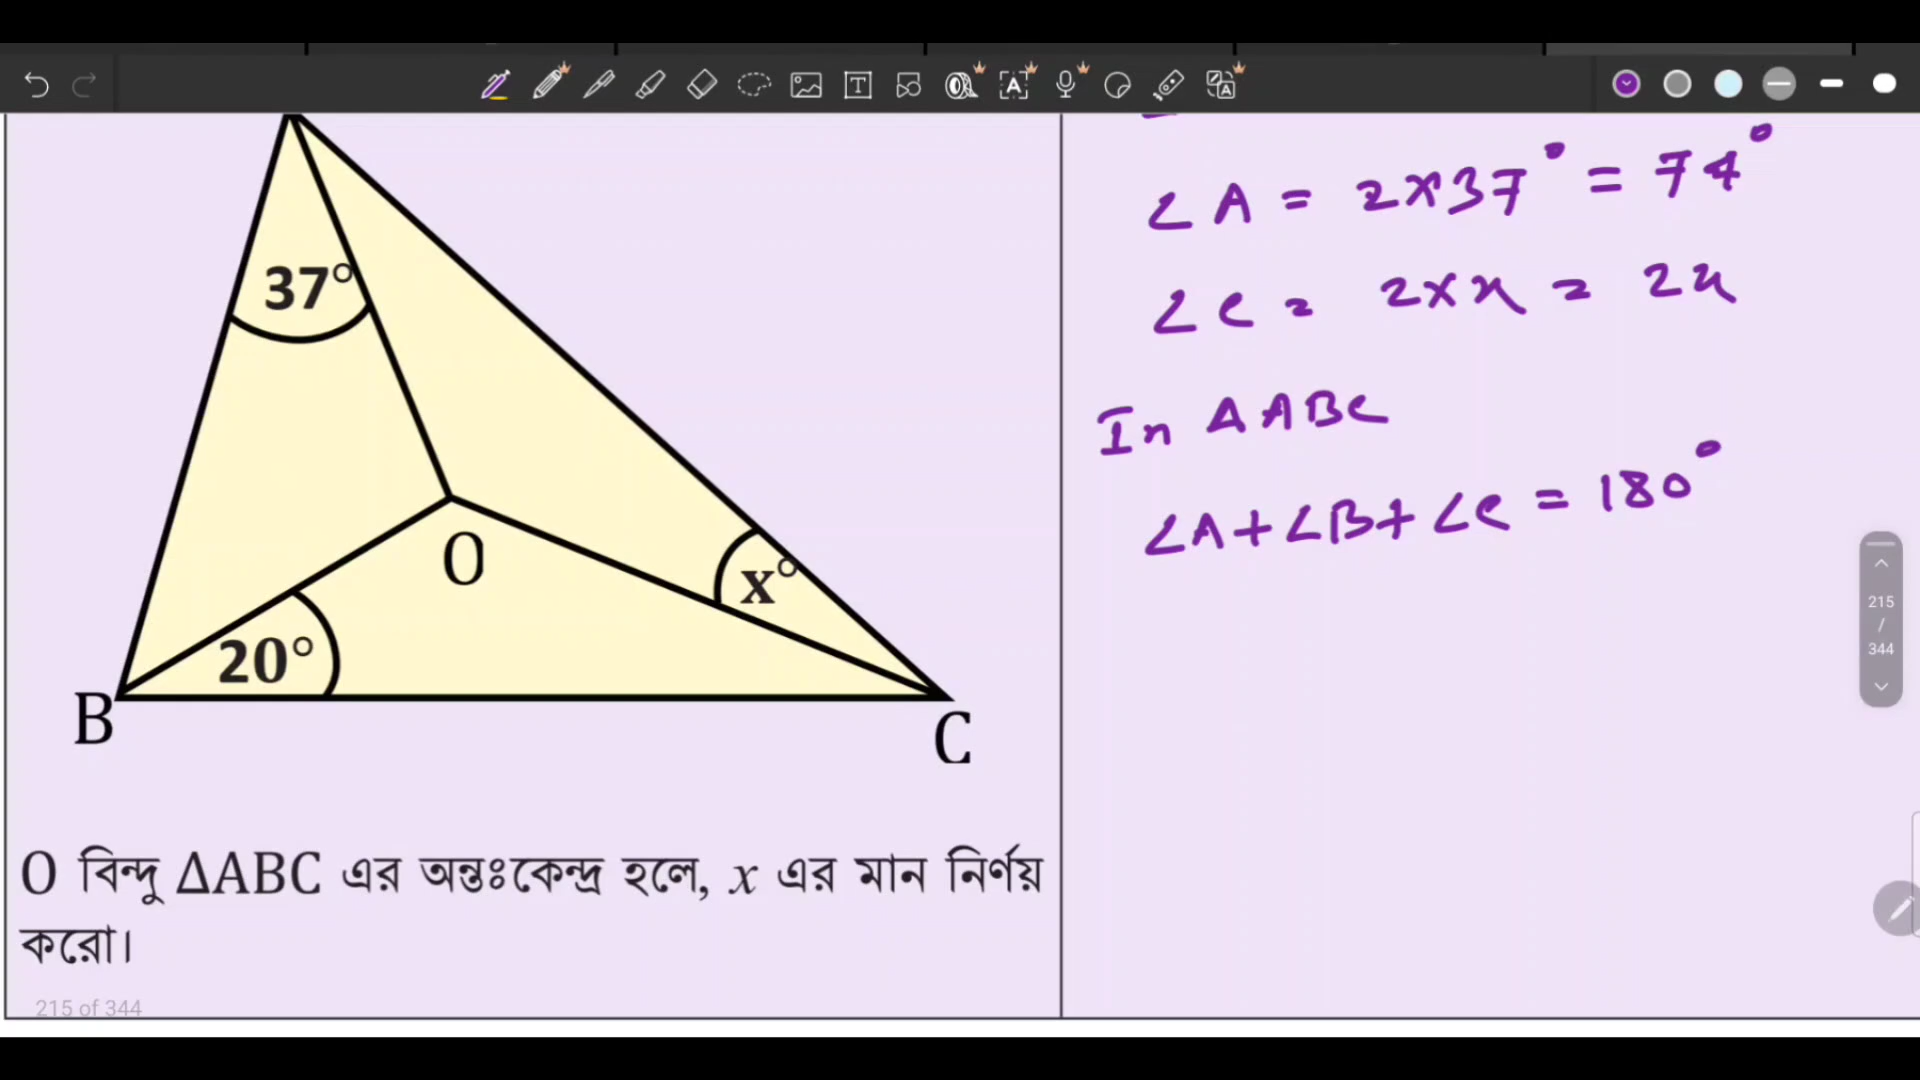 37°
O
x°
20°
B
C
O বিন্দু ΔABC এর অন্তঃকেন্দ্র হলে, x এর মান নির্ণয়
করো।
215 of 344
∠A = 2×37° = 74°
∠C = 2×x = 2x
In ΔABC
∠A+∠B+∠C = 180°
215
/
344